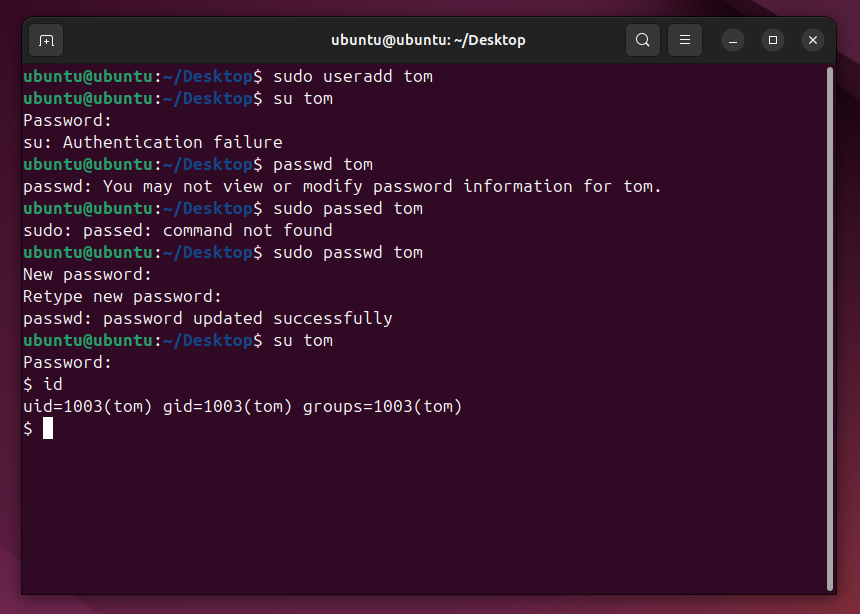 ubuntu@ubuntu: ~/Desktop
ubuntu@ubuntu:~/Desktop$ sudo useradd tom
ubuntu@ubuntu:~/Desktop$ su tom
Password:
su: Authentication failure
ubuntu@ubuntu:~/Desktop$ passwd tom
passwd: You may not view or modify password information for tom.
ubuntu@ubuntu:~/Desktop$ sudo passed tom
sudo: passed: command not found
ubuntu@ubuntu:~/Desktop$ sudo passwd tom
New password:
Retype new password:
passwd: password updated successfully
ubuntu@ubuntu:~/Desktop$ su tom
Password:
$ id
uid=1003(tom) gid=1003(tom) groups=1003(tom)
$